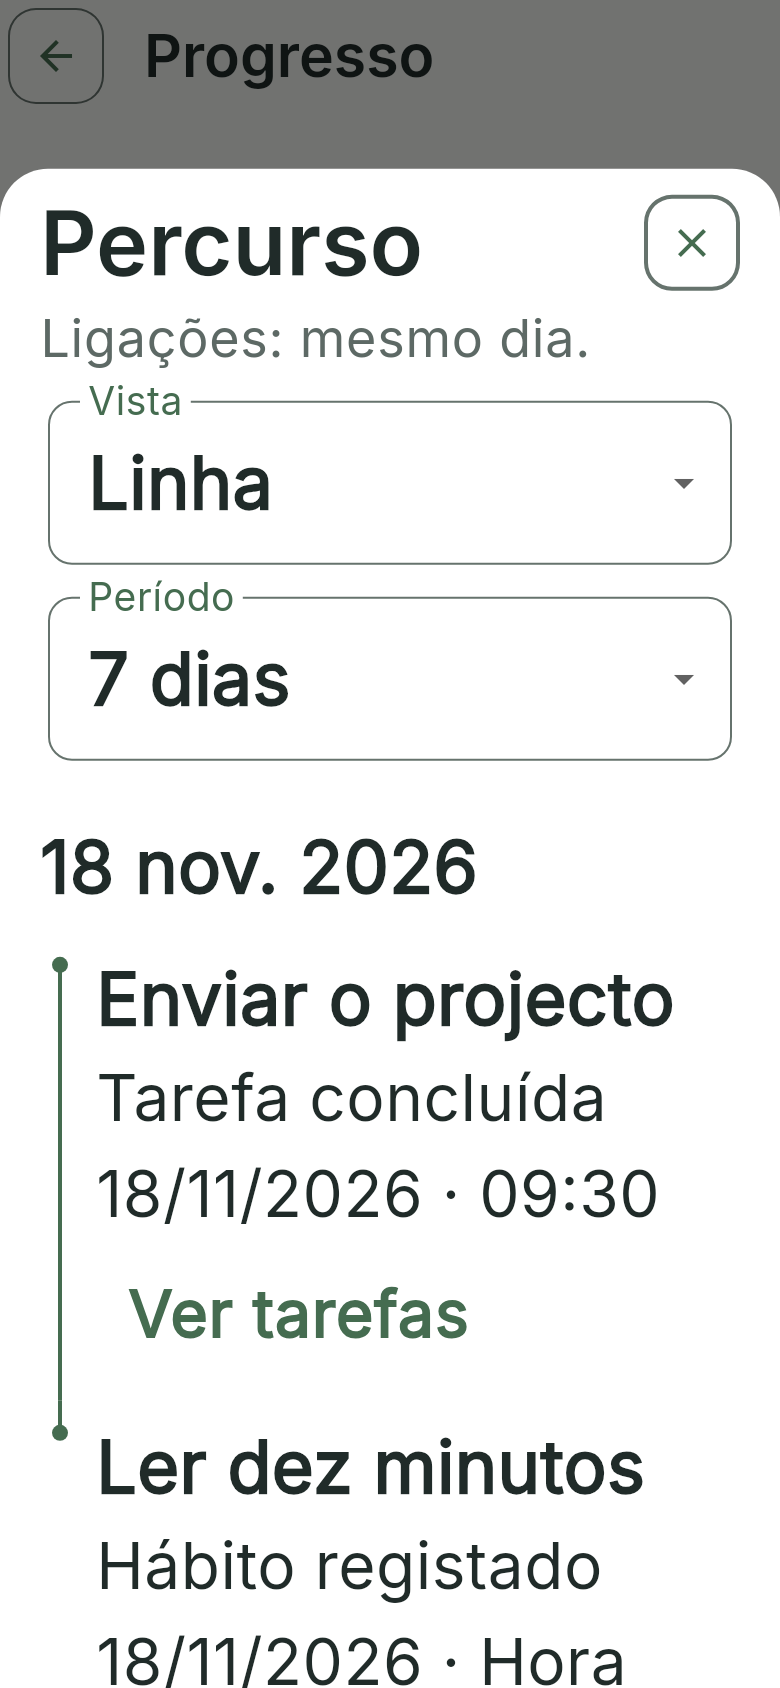 Progresso
Percurso
Ligações: mesmo dia.
Vista
Linha
Período
7 dias
18 nov. 2026
Enviar o projecto
Tarefa concluída
18/11/2026 · 09:30
Ver tarefas
Ler dez minutos
Hábito registado
18/11/2026 · Hora